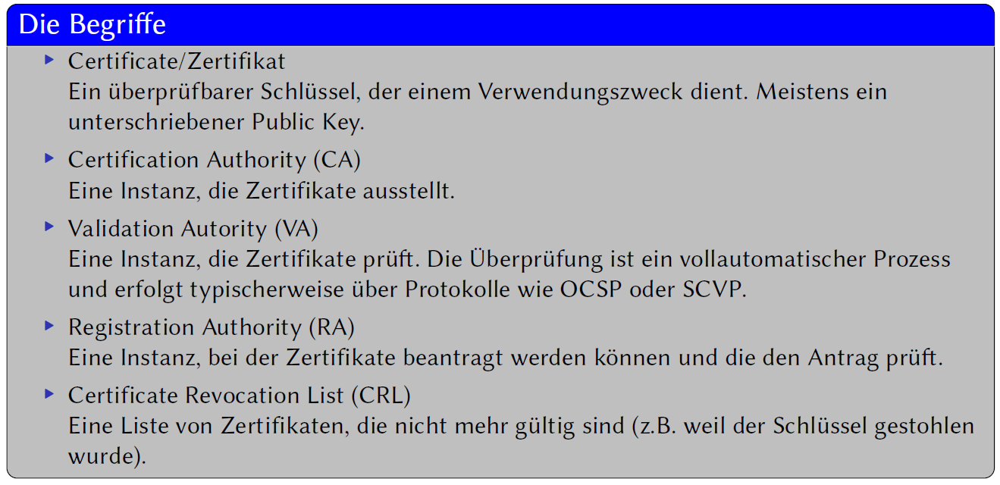 Die Begriffe
Certificate/Zertifikat
Ein überprüfbarer Schlüssel, der einem Verwendungszweck dient. Meistens ein
unterschriebener Public Key.
Certification Authority (CA)
Eine Instanz, die Zertifikate ausstellt.
Validation Autority (VA)
Eine Instanz, die Zertifikate prüft. Die Überprüfung ist ein vollautomatischer Prozess
und erfolgt typischerweise über Protokolle wie OCSP oder SCVP.
Registration Authority (RA)
Eine Instanz, bei der Zertifikate beantragt werden können und die den Antrag prüft.
Certificate Revocation List (CRL)
Eine Liste von Zertifikaten, die nicht mehr gültig sind (z.B. weil der Schlüssel gestohlen
wurde).